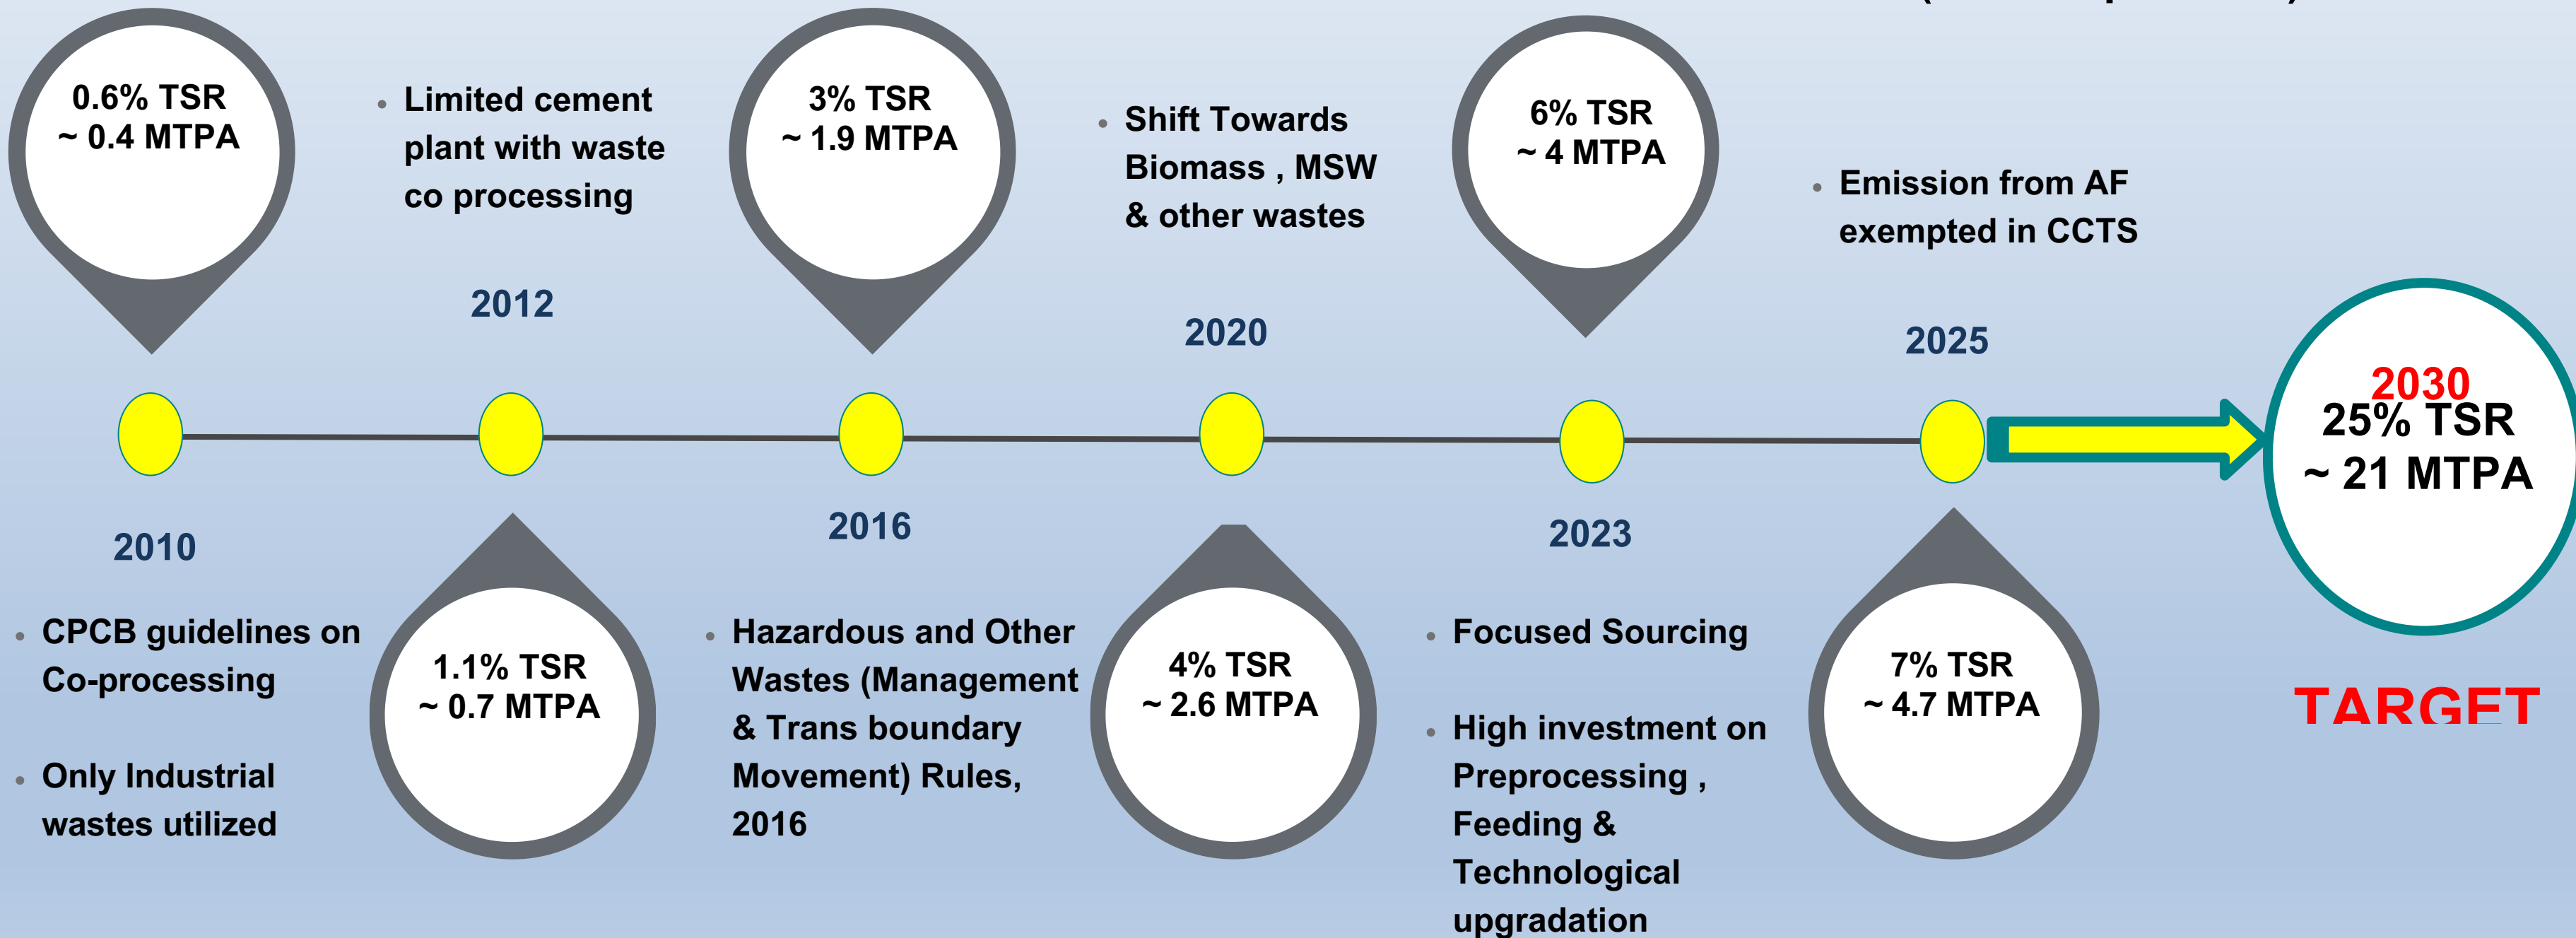 0.6% TSR
~ 0.4 MTPA
2010
• CPCB guidelines on
Co-processing
• Only Industrial
wastes utilized
• Limited cement
plant with waste
co processing
2012
1.1% TSR
~ 0.7 MTPA
3% TSR
~ 1.9 MTPA
2016
• Hazardous and Other
Wastes (Management
& Trans boundary
Movement) Rules,
2016
• Shift Towards
Biomass , MSW
& other wastes
2020
4% TSR
~ 2.6 MTPA
6% TSR
~ 4 MTPA
2023
• Focused Sourcing
• High investment on
Preprocessing ,
Feeding &
Technological
upgradation
• Emission from AF
exempted in CCTS
2025
7% TSR
~ 4.7 MTPA
2030
25% TSR
~ 21 MTPA
TARGET